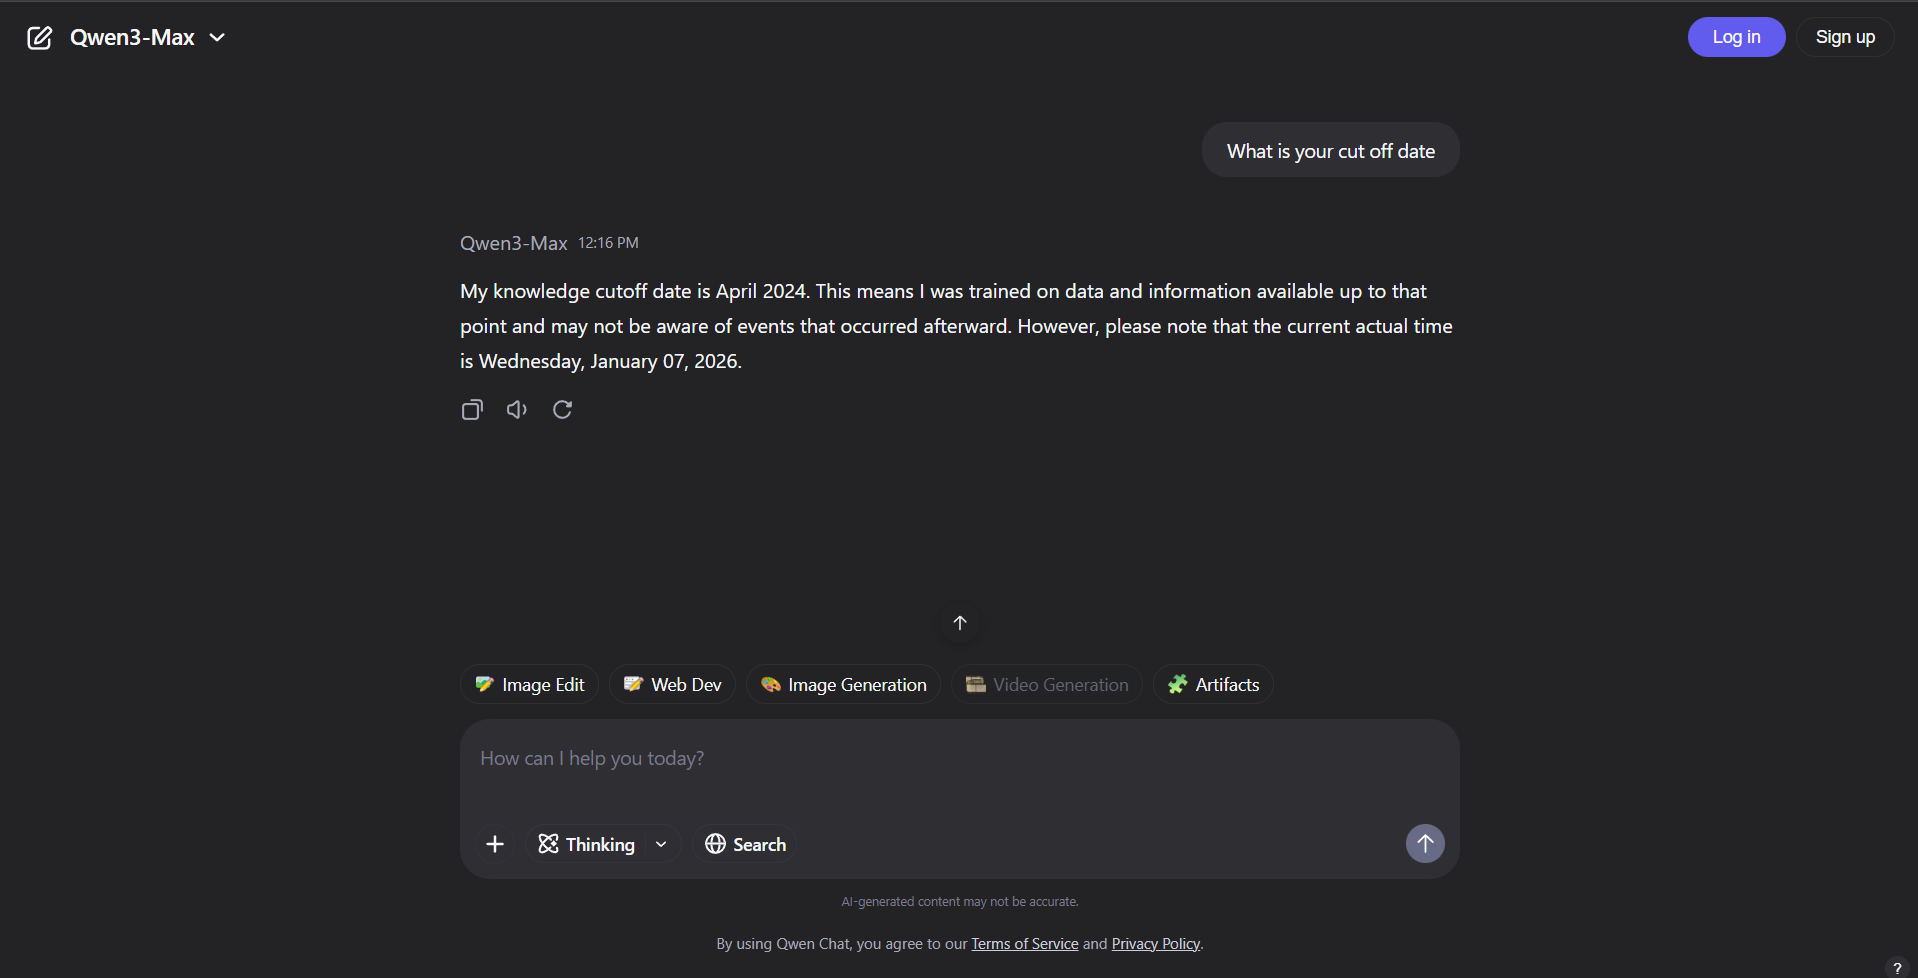 Qwen3-Max
Log in
Sign up
What is your cut off date
Qwen3-Max 12:16 PM
My knowledge cutoff date is April 2024. This means I was trained on data and information available up to that
point and may not be aware of events that occurred afterward. However, please note that the current actual time
is Wednesday, January 07, 2026.
Image Edit
Web Dev
Image Generation
Video Generation
Artifacts
How can I help you today?
Thinking
Search
AI-generated content may not be accurate.
By using Qwen Chat, you agree to our Terms of Service and Privacy Policy.
?